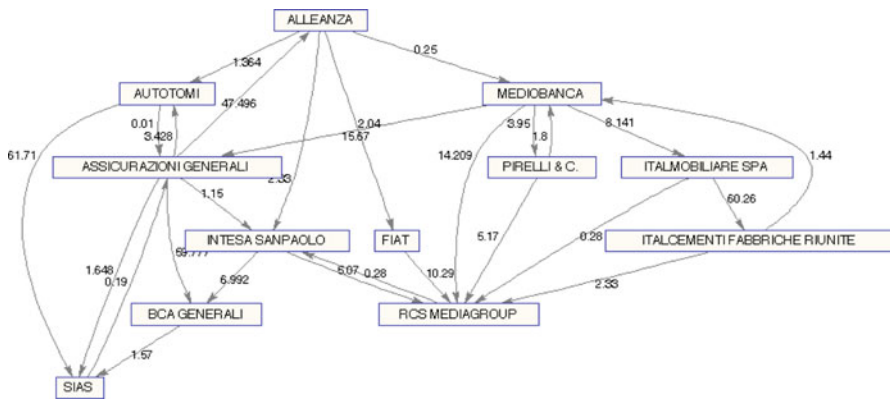 ALLEANZA
1.364
0.25
AUTOTOMI
MEDIOBANCA
47.496
0.01
3.428
2.04
15.67
3.95
1.8
8.141
61.71
14.209
1.44
ASSICURAZIONI GENERALI
PIRELLI & C.
ITALMOBILIARE SPA
2.33
1.15
60.26
INTESA SANPAOLO
FIAT
5.17
0.28
ITALCEMENTI FABBRICHE RIUNITE
59.777
1.648
0.19
6.992
5.07
0.28
10.29
2.33
BCA GENERALI
RCS MEDIAGROUP
1.57
SIAS